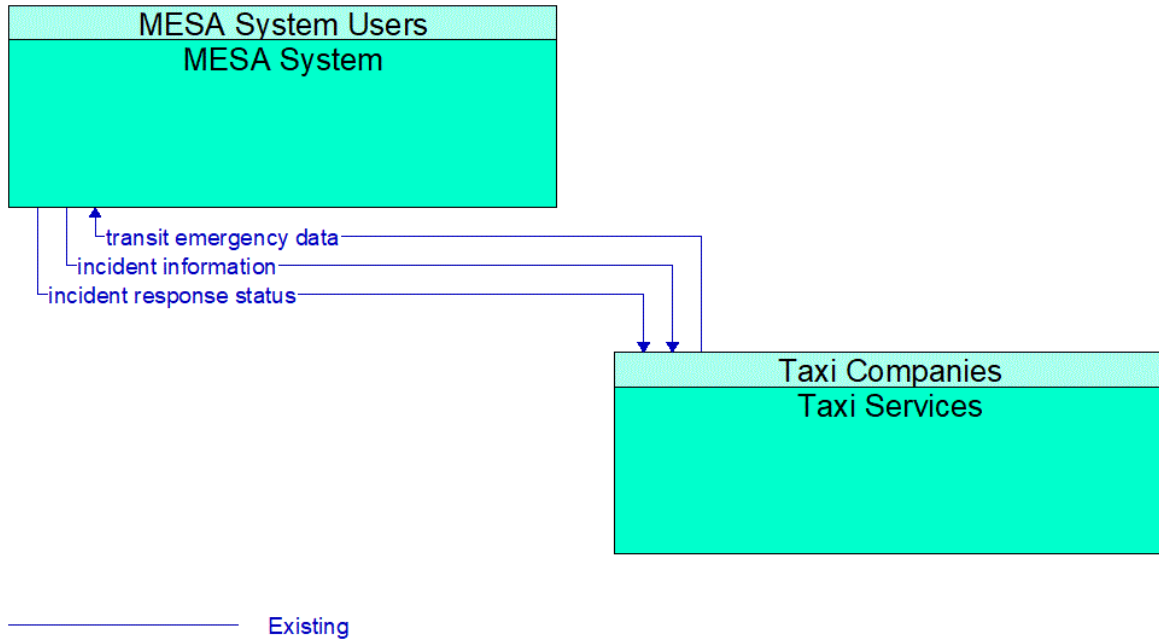 MESA System Users
MESA System
transit emergency data
incident information
incident response status
Taxi Companies
Taxi Services
Existing